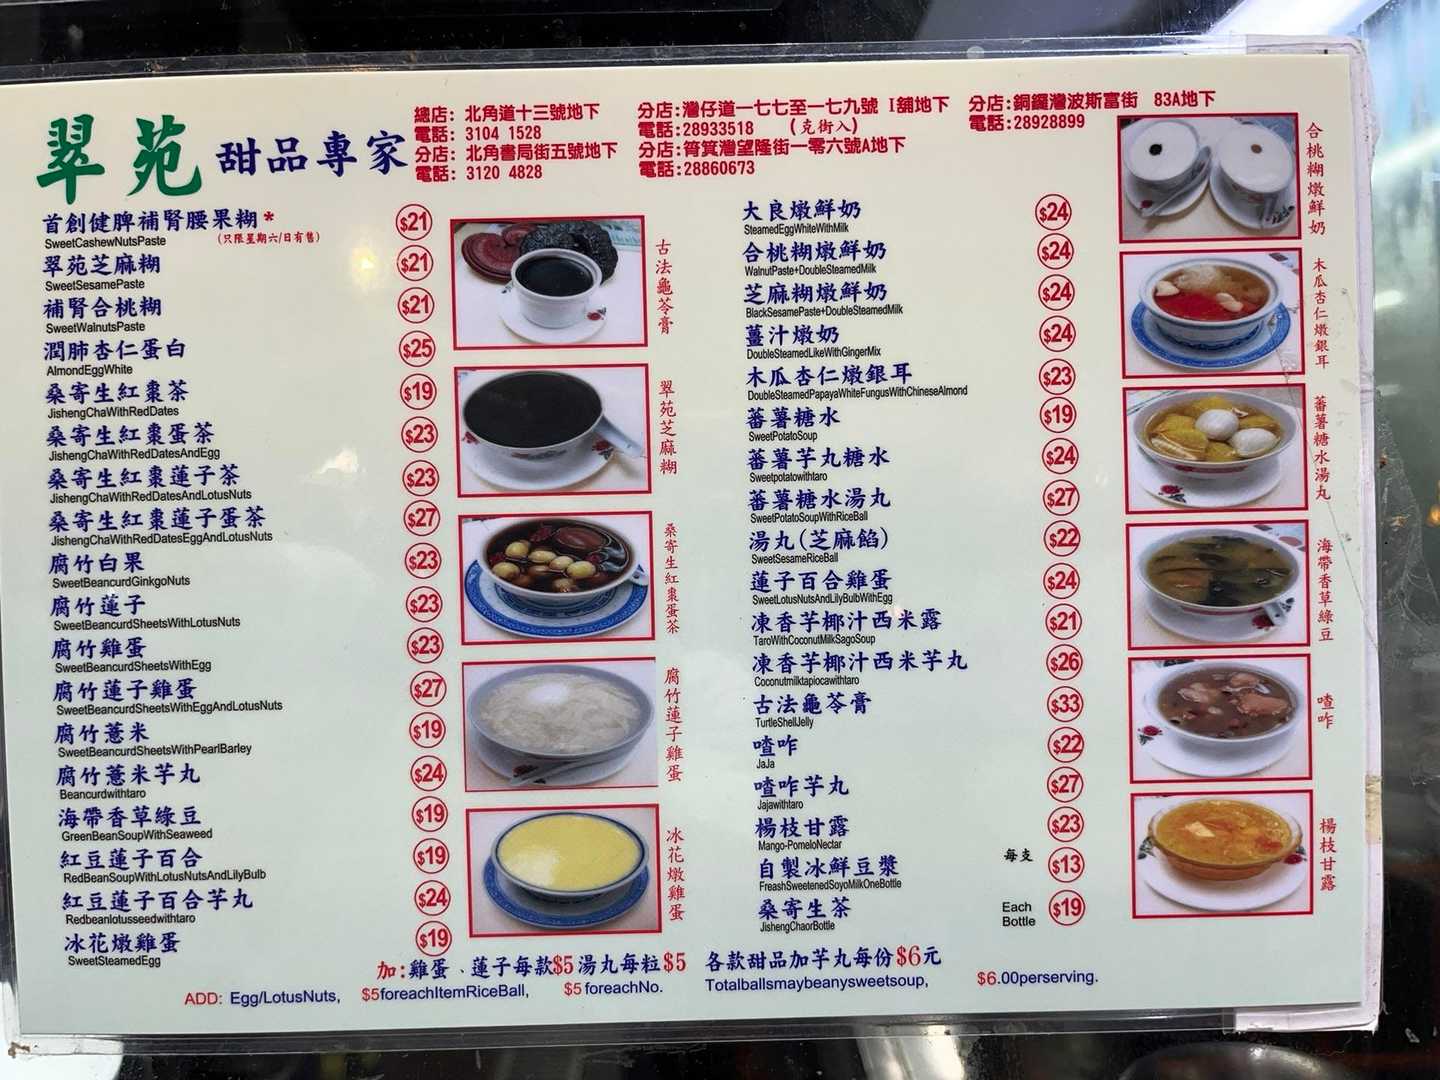 翠苑 甜品專家
總店: 北角道十三號地下
電話: 3104 1528
分店: 北角書局街五號地下
電話: 3120 4828
分店:灣仔道一七七至一七九號 I舖地下
電話:28933518 (克街入)
分店:筲箕灣望隆街一零六號A地下
電話:28860673
分店:銅鑼灣波斯富街 83A地下
電話:28928899
首創健脾補腎腰果糊* $21
SweetCashewNutsPaste (只限星期六/日有售)
翠苑芝麻糊 $21
SweetSesamePaste
補腎合桃糊 $21
SweetWalnutsPaste
潤肺杏仁蛋白 $25
AlmondEggWhite
桑寄生紅棗茶 $19
JishengChaWithRedDates
桑寄生紅棗蛋茶 $23
JishengChaWithRedDatesAndEgg
桑寄生紅棗蓮子茶 $23
JishengChaWithRedDatesAndLotusNuts
桑寄生紅棗蓮子蛋茶 $27
JishengChaWithRedDatesEggAndLotusNuts
腐竹白果 $23
SweetBeancurdGinkgoNuts
腐竹蓮子 $23
SweetBeancurdSheetsWithLotusNuts
腐竹雞蛋 $23
SweetBeancurdSheetsWithEgg
腐竹蓮子雞蛋 $27
SweetBeancurdSheetsWithEggAndLotusNuts
腐竹薏米 $19
SweetBeancurdSheetsWithPearlBarley
腐竹薏米芋丸 $24
Beancurdwithtaro
海帶香草綠豆 $19
GreenBeanSoupWithSeaweed
紅豆蓮子百合 $19
RedBeanSoupWithLotusNutsAndLilyBulb
紅豆蓮子百合芋丸 $24
Redbeanlotusseedwithtaro
冰花燉雞蛋 $19
SweetSteamedEgg
古法龜苓膏
翠苑芝麻糊
桑寄生紅棗蛋茶
腐竹蓮子雞蛋
冰花燉雞蛋
大良燉鮮奶 $24
SteamedEggWhiteWithMilk
合桃糊燉鮮奶 $24
WalnutPaste+DoubleSteamedMilk
芝麻糊燉鮮奶 $24
BlackSesamePaste+DoubleSteamedMilk
薑汁燉奶 $24
DoubleSteamedLikeWithGingerMix
木瓜杏仁燉銀耳 $23
DoubleSteamedPapayaWhiteFungusWithChineseAlmond
蕃薯糖水 $19
SweetPotatoSoup
蕃薯芋丸糖水 $24
Sweetpotatowithtaro
蕃薯糖水湯丸 $27
SweetPotatoSoupWithRiceBall
湯丸(芝麻餡) $22
SweetSesameRiceBall
蓮子百合雞蛋 $24
SweetLotusNutsAndLilyBulbWithEgg
凍香芋椰汁西米露 $21
TaroWithCoconutMilkSagoSoup
凍香芋椰汁西米芋丸 $26
Coconutmilktapiocawithtaro
古法龜苓膏 $33
TurtleShellJelly
喳咋 $22
JaJa
喳咋芋丸 $27
Jajawithtaro
楊枝甘露 $23
Mango-PomeloNectar
自製冰鮮豆漿 每支 $13
FreashSweetenedSoyoMilkOneBottle
桑寄生茶 Each Bottle $19
JishengChaorBottle
合桃糊燉鮮奶
木瓜杏仁燉銀耳
蕃薯糖水湯丸
海帶香草綠豆
喳咋
楊枝甘露
加:雞蛋、蓮子每款$5 湯丸每粒$5 各款甜品加芋丸每份$6元
ADD: Egg/LotusNuts, $5foreachItemRiceBall, $5foreachNo. Totalballsmaybeanysweetsoup, $6.00perserving.